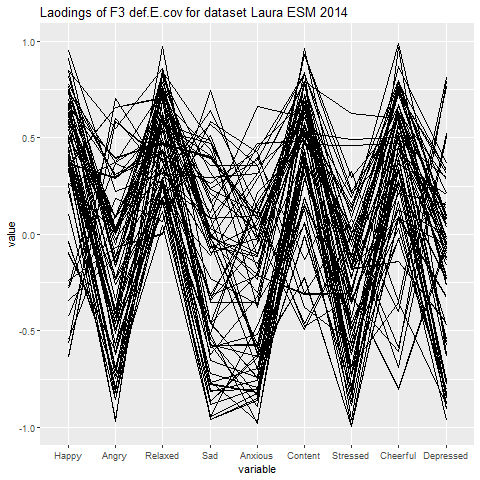 Laodings of F3 def.E.cov for dataset Laura ESM 2014
1.0
0.5
0.0
-0.5
-1.0
value
Happy Angry Relaxed Sad Anxious Content Stressed Cheerful Depressed
variable